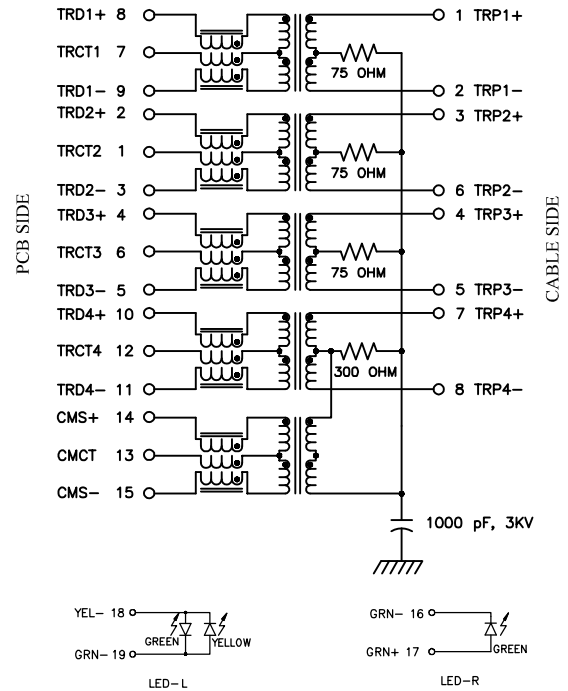 TRD1+ 8
1 TRP1+
TRCT1 7
75 OHM
TRD1- 9
2 TRP1-
TRD2+ 2
3 TRP2+
TRCT2 1
75 OHM
TRD2- 3
6 TRP2-
TRD3+ 4
4 TRP3+
TRCT3 6
75 OHM
TRD3- 5
5 TRP3-
TRD4+ 10
7 TRP4+
TRCT4 12
300 OHM
TRD4- 11
8 TRP4-
CMS+ 14
CMCT 13
CMS- 15
PCB SIDE
CABLE SIDE
1000 pF, 3KV
YEL- 18
GREEN
YELLOW
GRN- 19
LED-L
GRN- 16
GRN+ 17
GREEN
LED-R